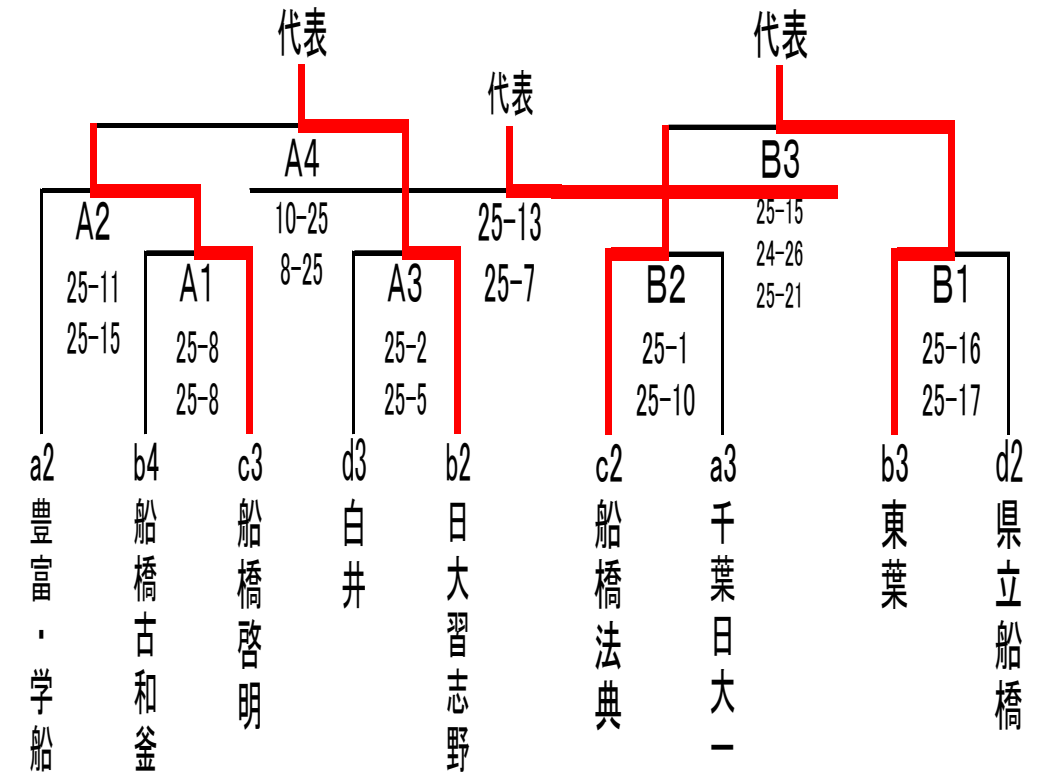 代表
代表
代表
A4
10-25
8-25
B3
25-15
24-26
25-21
25-13
25-7
A2
25-11
25-15
A1
25-8
25-8
A3
25-2
25-5
B2
25-1
25-10
B1
25-16
25-17
a2
豊富・学船
b4
船橋古和釜
c3
船橋啓明
d3
白井
b2
日大習志野
c2
船橋法典
a3
千葉日大一
b3
東葉
d2
県立船橋